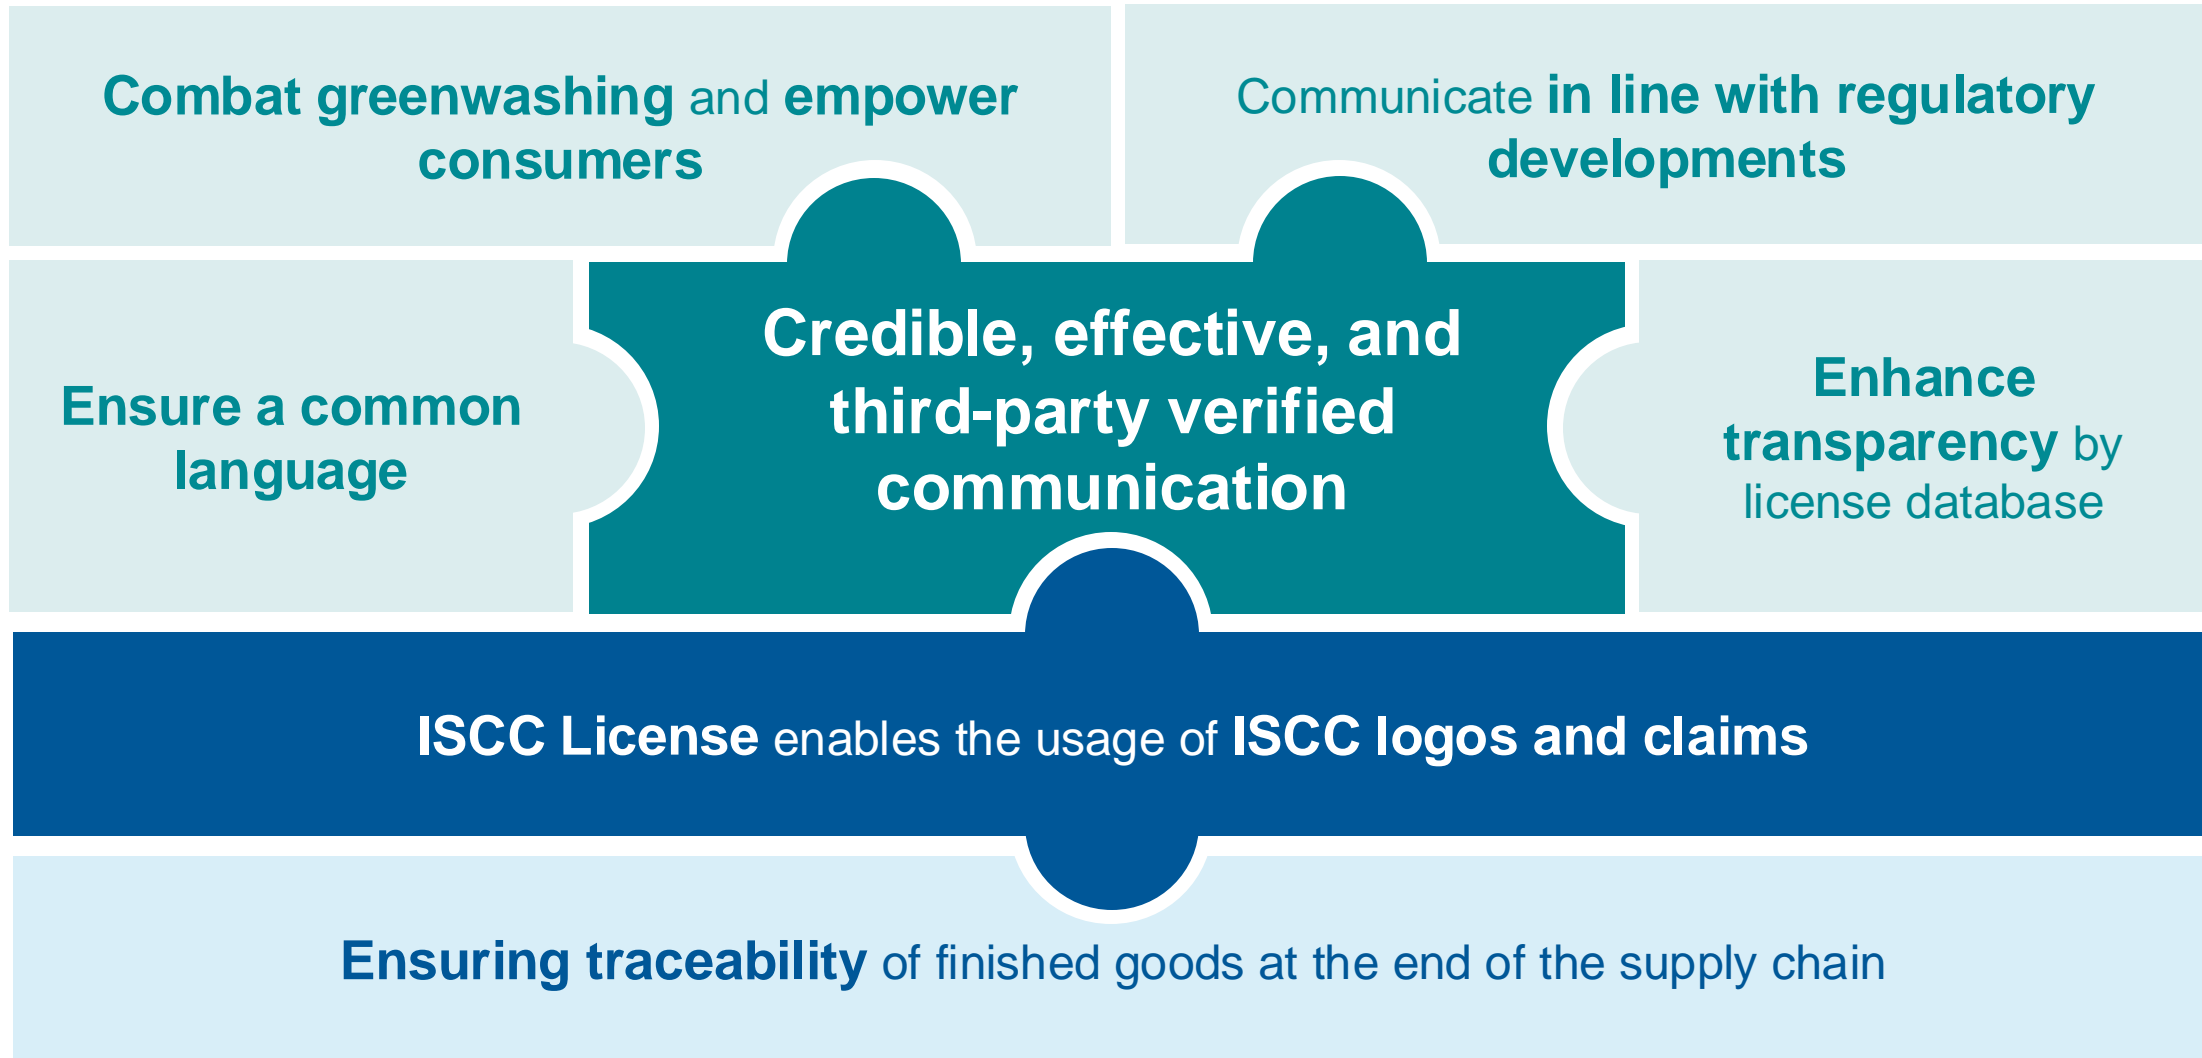 Combat greenwashing and empower
consumers
Communicate in line with regulatory
developments
Ensure a common
language
Credible, effective, and
third-party verified
communication
Enhance
transparency by
license database
ISCC License enables the usage of ISCC logos and claims
Ensuring traceability of finished goods at the end of the supply chain